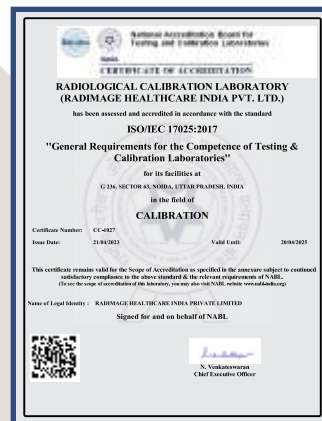 National Accreditation Board for
Testing and Calibration Laboratories
NABL
CERTIFICATE OF ACCREDITATION
RADIOLOGICAL CALIBRATION LABORATORY
(RADIMAGE HEALTHCARE INDIA PVT. LTD.)
has been assessed and accredited in accordance with the standard
ISO/IEC 17025:2017
"General Requirements for the Competence of Testing &
Calibration Laboratories"
for its facilities at
G 236, SECTOR 63, NOIDA, UTTAR PRADESH, INDIA
in the field of
CALIBRATION
Certificate Number: CC-1027
Issue Date: 21/04/2023 Valid Until: 20/04/2025
This certificate remains valid for the Scope of Accreditation as specified in the annexure subject to continued
satisfactory compliance to the above standard & the relevant requirements of NABL.
(To see the scope of accreditation of this laboratory, you may also visit NABL website www.nabl-india.org)
Name of Legal Identity : RADIMAGE HEALTHCARE INDIA PRIVATE LIMITED
Signed for and on behalf of NABL
N. Venkateswaran
Chief Executive Officer